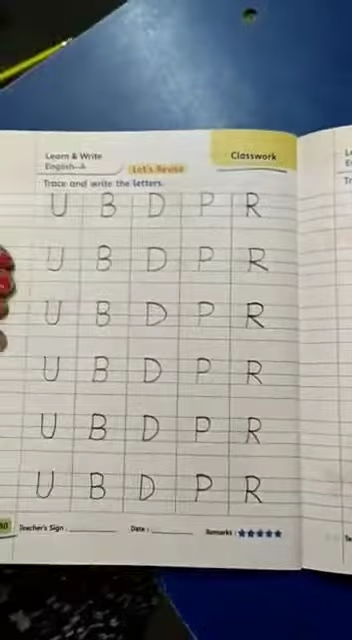 Learn & Write
English-A
Classwork
Let's Revise
Trace and write the letters.
U B D P R
U B D P R
U B D P R
U B D P R
U B D P R
U B D P R
Teacher's Sign : Date : Remarks :